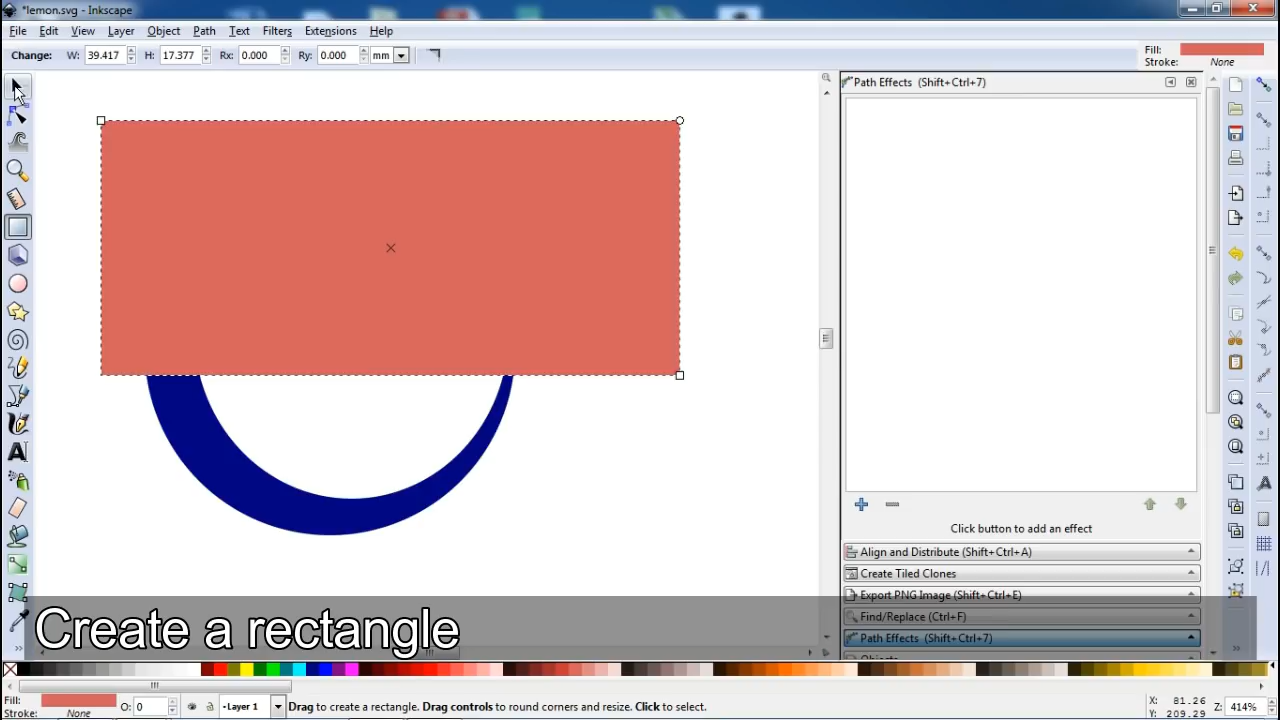 *lemon.svg - Inkscape
File Edit View Layer Object Path Text Filters Extensions Help
Change: W: 39.417 H: 17.377 Rx: 0.000 Ry: 0.000 mm
Fill:
Stroke: None
Path Effects (Shift+Ctrl+7)
Click button to add an effect
Align and Distribute (Shift+Ctrl+A)
Create Tiled Clones
Export PNG Image (Shift+Ctrl+E)
Find/Replace (Ctrl+F)
Path Effects (Shift+Ctrl+7)
Objects
Create a rectangle
Fill:
Stroke: None
O: 0
Layer 1
Drag to create a rectangle. Drag controls to round corners and resize. Click to select.
X: 81.26
Y: 209.29
Z: 414%